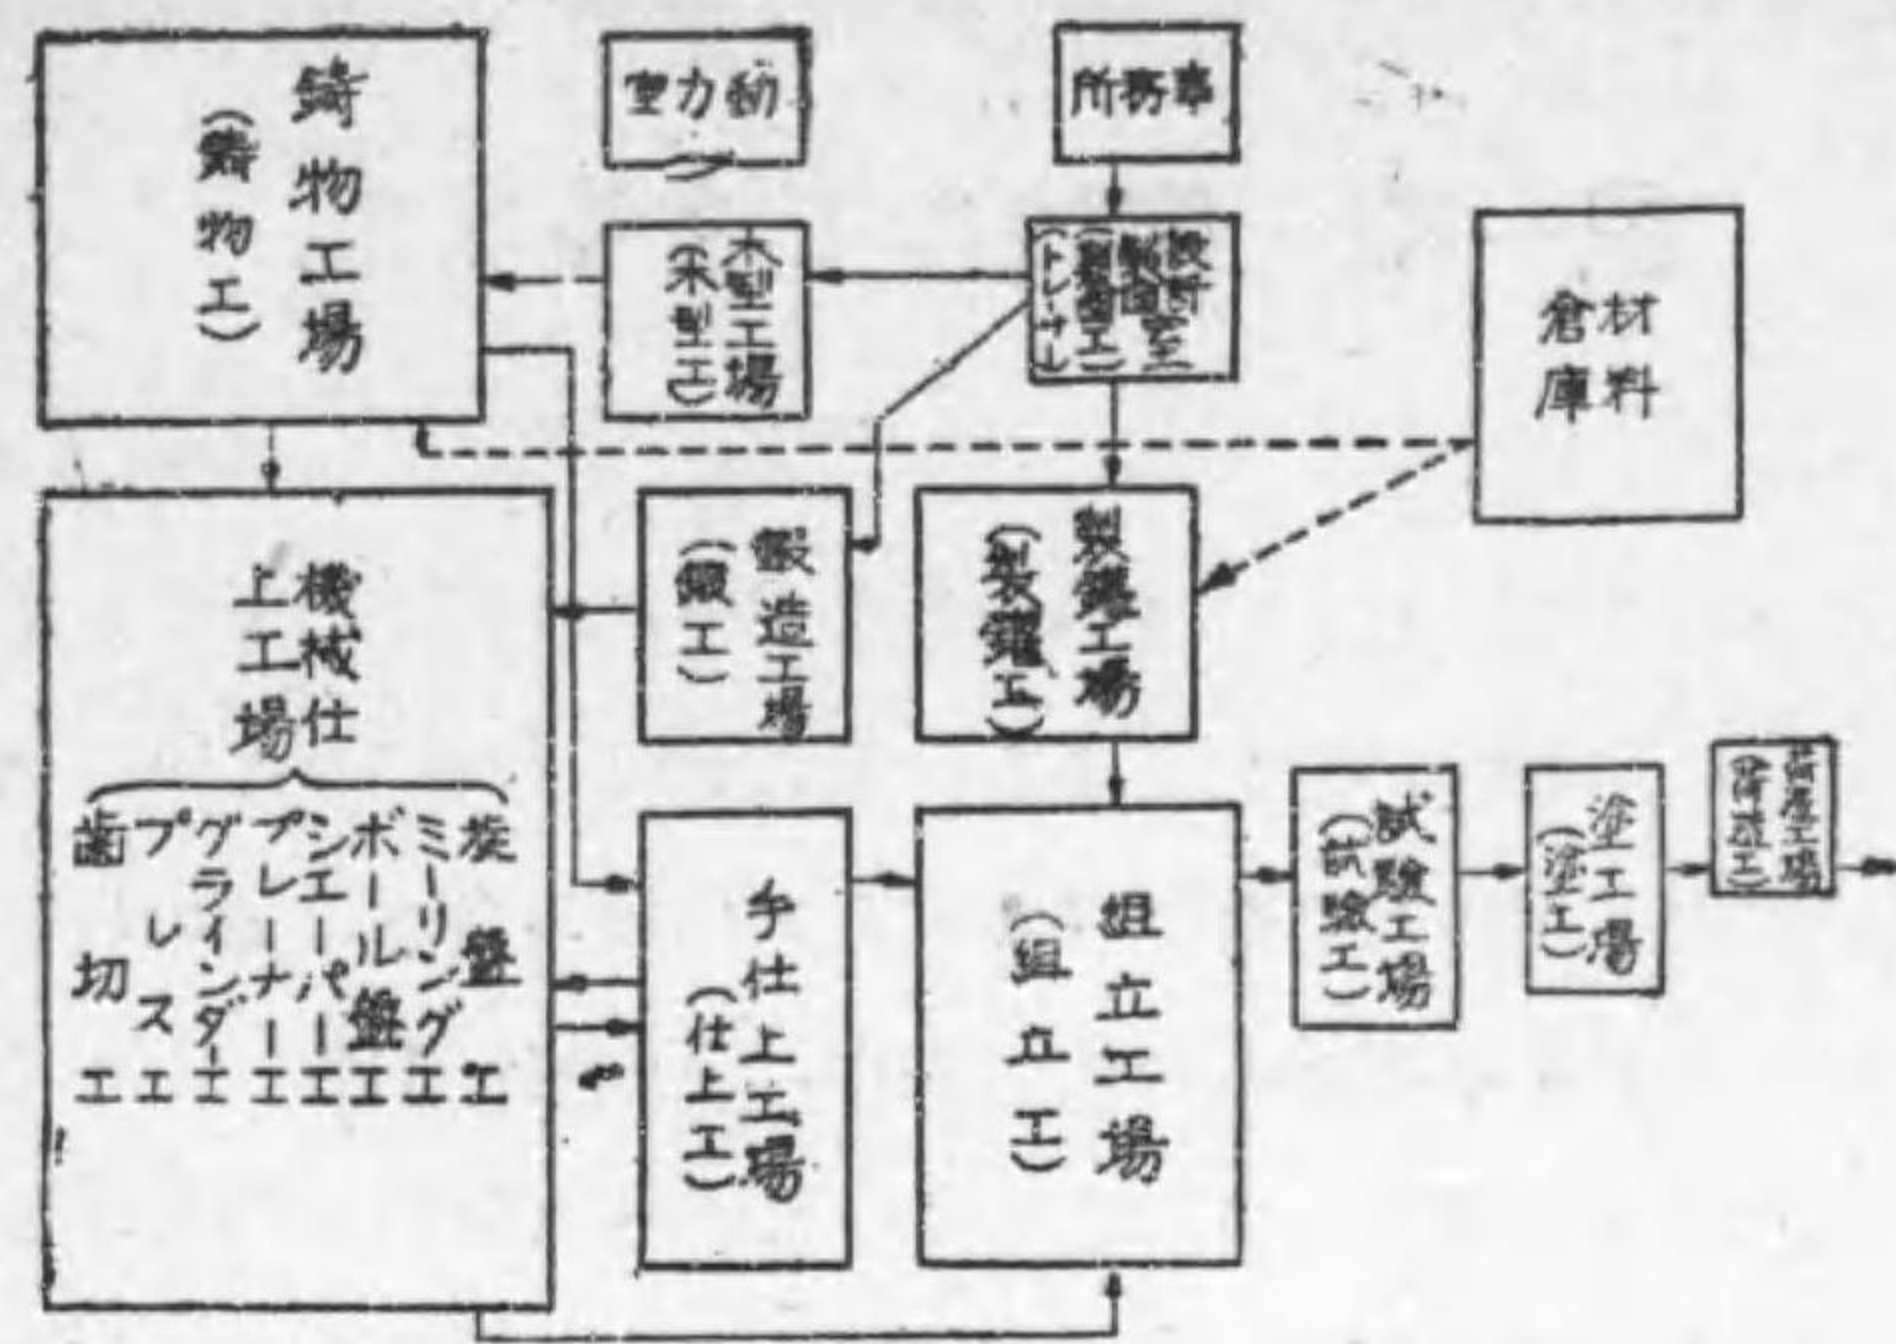 鋳物工場
(鋳物工)
室力動
所務事
木型工場
(木型工)
設計
製図室
(製図工)
(トレーサー)
材料
倉庫
機械仕
上工場
旋盤工
ミーリング工
ボール盤工
シエーパー工
プレーナー工
グラインダー工
プレス工
歯切工
鍛造工場
(鍛工)
製鑵工場
(製鑵工)
手仕上工場
(仕上工)
組立工場
(組立工)
試験工場
(試験工)
塗工場
(塗工)
荷造工場
(荷造工)